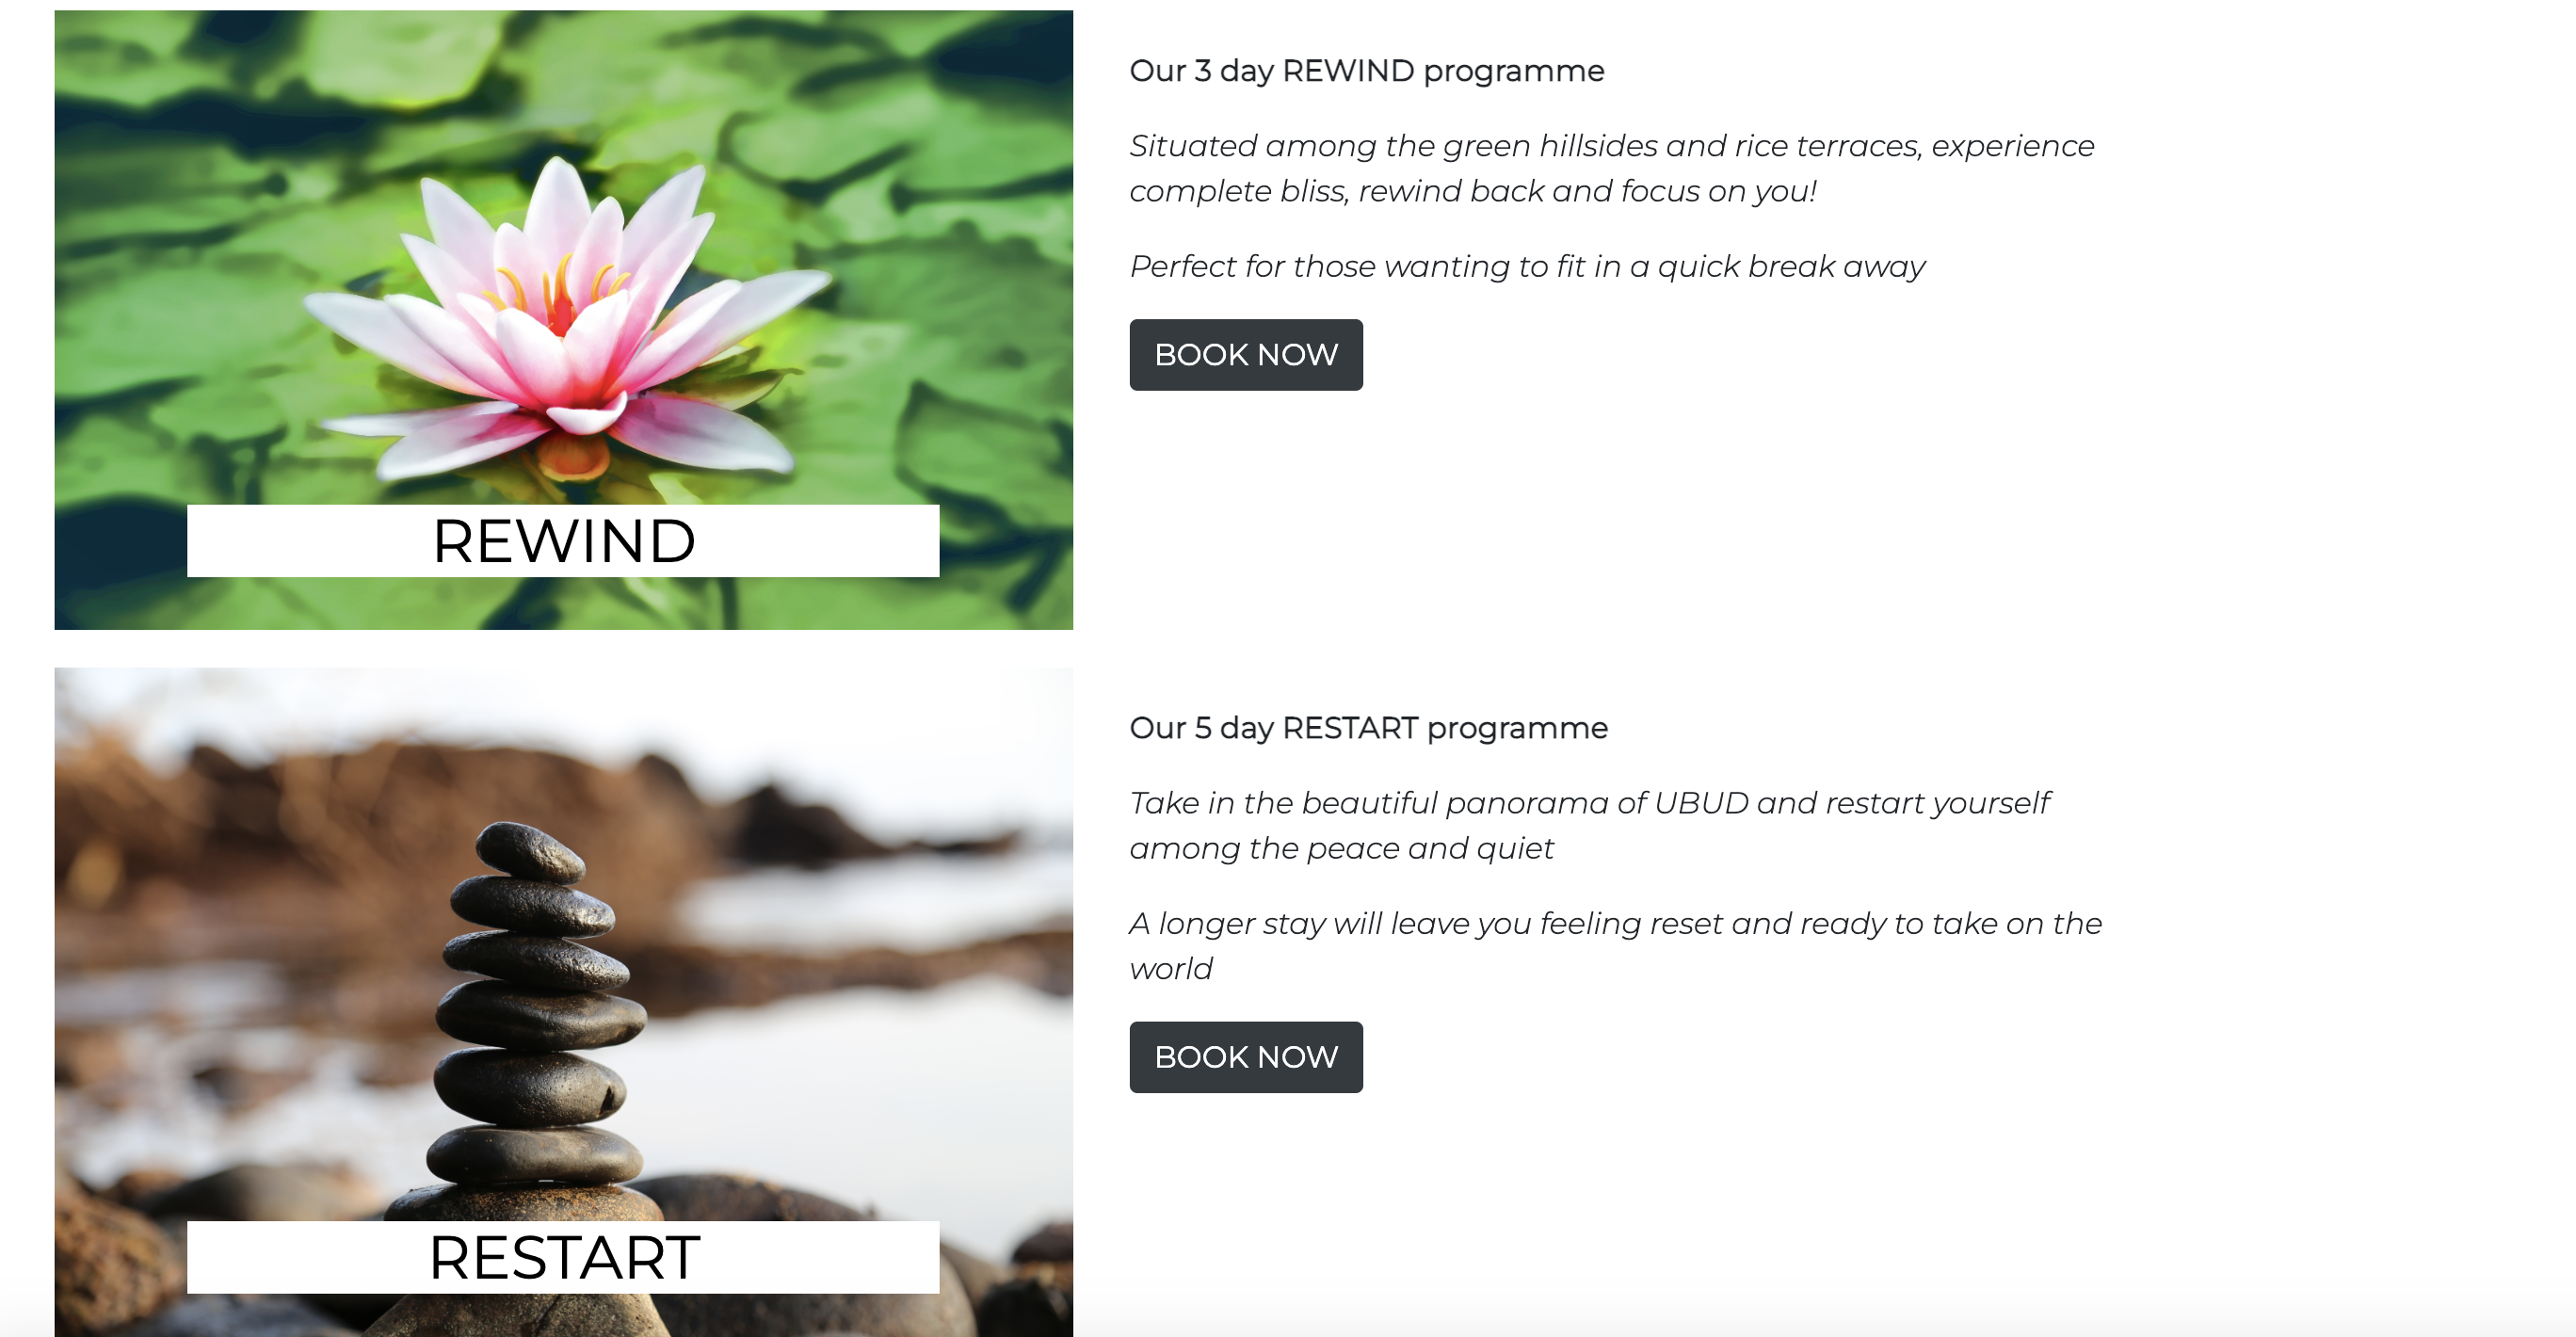 Our 3 day REWIND programme
Situated among the green hillsides and rice terraces, experience
complete bliss, rewind back and focus on you!
Perfect for those wanting to fit in a quick break away
BOOK NOW
REWIND
Our 5 day RESTART programme
Take in the beautiful panorama of UBUD and restart yourself
among the peace and quiet
A longer stay will leave you feeling reset and ready to take on the
world
BOOK NOW
RESTART